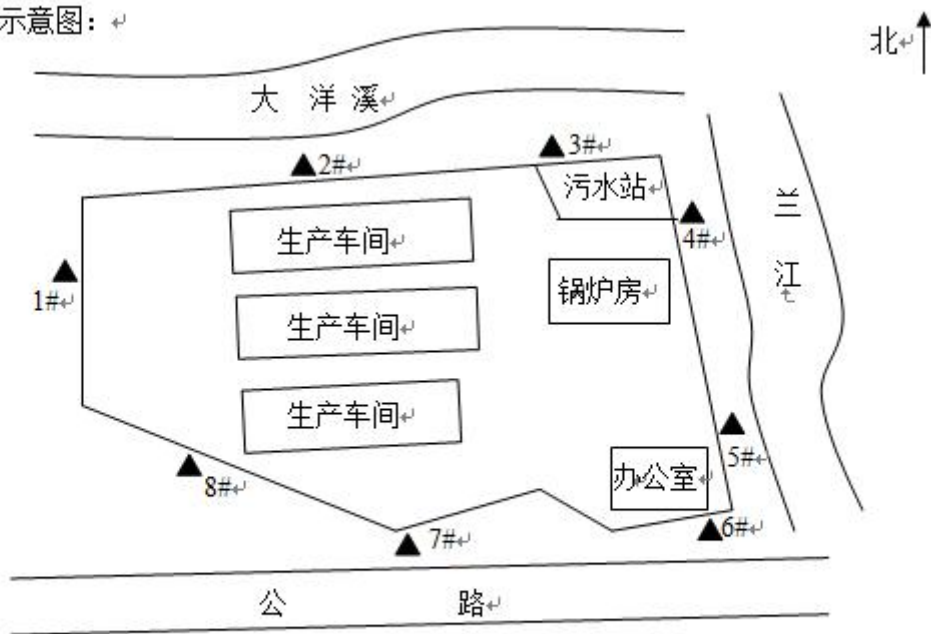 示意图：
北
大 洋 溪
3#
2#
污水站
兰
4#
生产车间
江
1#
锅炉房
生产车间
生产车间
5#
办公室
8#
6#
7#
公 路